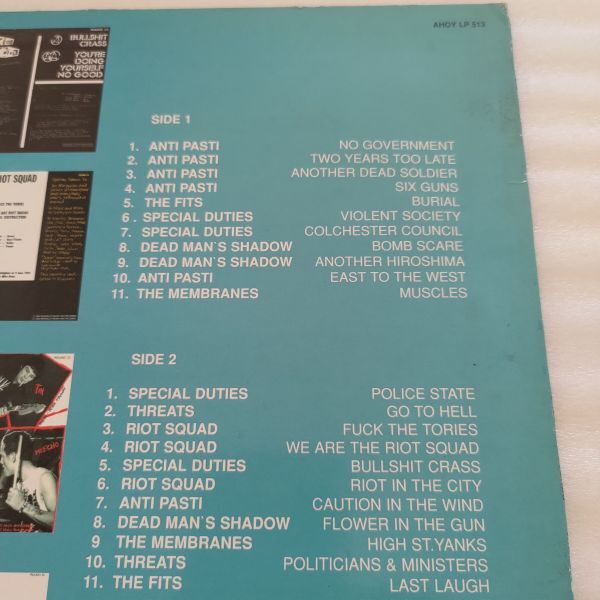 BULLSHIT
CRASS
YOU'RE
DOING
YOURSELF
NO GOOD
AHOY LP 513
SIDE 1
1. ANTI PASTI NO GOVERNMENT
2. ANTI PASTI TWO YEARS TOO LATE
3. ANTI PASTI ANOTHER DEAD SOLDIER
4. ANTI PASTI SIX GUNS
5. THE FITS BURIAL
6. SPECIAL DUTIES VIOLENT SOCIETY
7. SPECIAL DUTIES COLCHESTER COUNCIL
8. DEAD MAN`S SHADOW BOMB SCARE
9. DEAD MAN`S SHADOW ANOTHER HIROSHIMA
10. ANTI PASTI EAST TO THE WEST
11. THE MEMBRANES MUSCLES
RIOT SQUAD
SIDE 2
1. SPECIAL DUTIES POLICE STATE
2. THREATS GO TO HELL
3. RIOT SQUAD FUCK THE TORIES
4. RIOT SQUAD WE ARE THE RIOT SQUAD
5. SPECIAL DUTIES BULLSHIT CRASS
6. RIOT SQUAD RIOT IN THE CITY
7. ANTI PASTI CAUTION IN THE WIND
8. DEAD MAN`S SHADOW FLOWER IN THE GUN
9 THE MEMBRANES HIGH ST.YANKS
10. THREATS POLITICIANS & MINISTERS
11. THE FITS LAST LAUGH